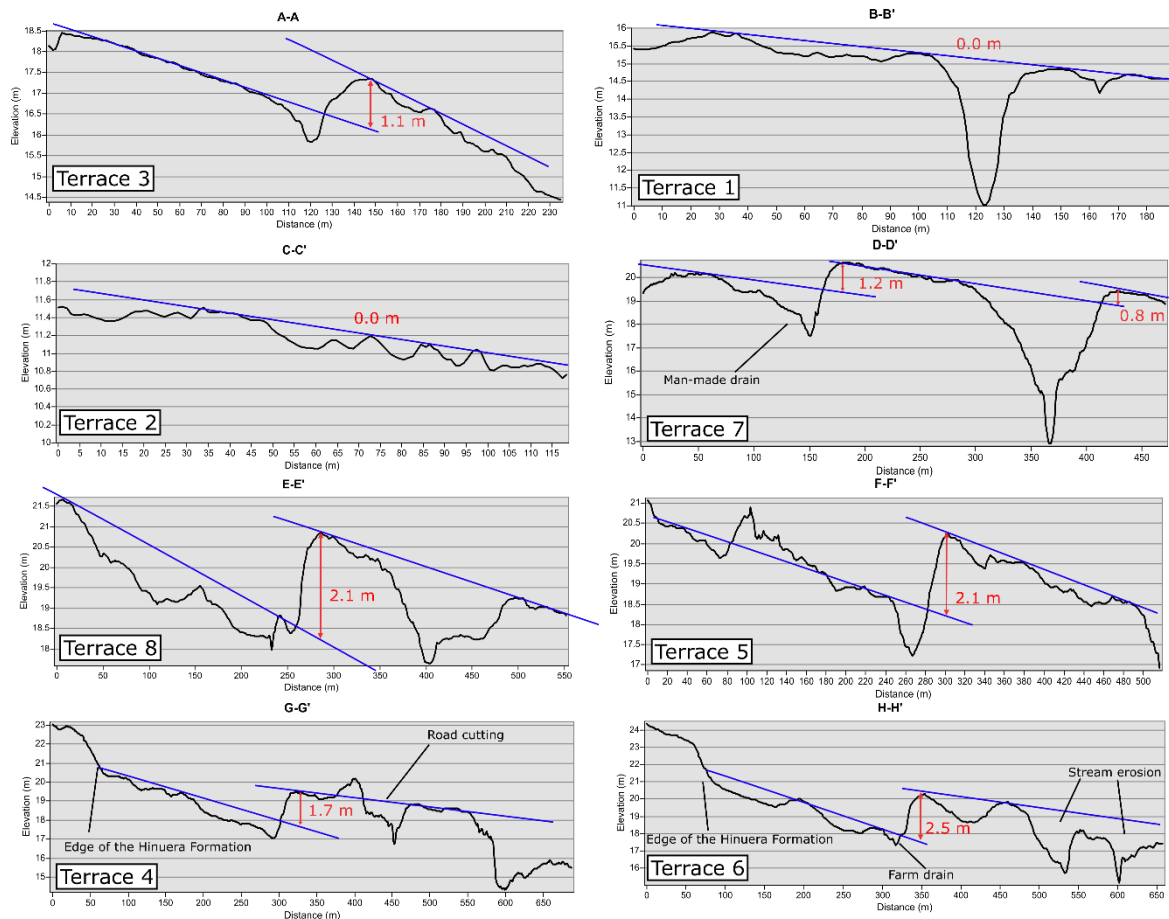 A-A
Elevation (m)
18.5
18
17.5
17
16.5
16
15.5
15
14.5
1.1 m
Terrace 3
0 10 20 30 40 50 60 70 80 90 100 110 120 130 140 150 160 170 180 190 200 210 220 230
Distance (m)
B-B'
Elevation (m)
16
15.5
15
14.5
14
13.5
13
12.5
12
11.5
11
0.0 m
Terrace 1
0 10 20 30 40 50 60 70 80 90 100 110 120 130 140 150 160 170 180
Distance (m)
C-C'
Elevation (m)
12
11.8
11.6
11.4
11.2
11
10.8
10.6
10.4
10.2
10
0.0 m
Terrace 2
0 5 10 15 20 25 30 35 40 45 50 55 60 65 70 75 80 85 90 95 100 105 110 115
Distance (m)
D-D'
Elevation (m)
20
19
18
17
16
15
14
13
1.2 m
0.8 m
Man-made drain
Terrace 7
0 50 100 150 200 250 300 350 400 450
Distance (m)
E-E'
Elevation (m)
21.5
21
20.5
20
19.5
19
18.5
18
2.1 m
Terrace 8
0 50 100 150 200 250 300 350 400 450 500 550
Distance (m)
F-F'
Elevation (m)
21
20.5
20
19.5
19
18.5
18
17.5
17
2.1 m
Terrace 5
0 20 40 60 80 100 120 140 160 180 200 220 240 260 280 300 320 340 360 380 400 420 440 460 480 500
Distance (m)
G-G'
Elevation (m)
23
22
21
20
19
18
17
16
15
Road cutting
1.7 m
Edge of the Hinuera Formation
Terrace 4
0 50 100 150 200 250 300 350 400 450 500 550 600 650
Distance (m)
H-H'
Elevation (m)
24
23
22
21
20
19
18
17
16
15
Stream erosion
2.5 m
Edge of the Hinuera Formation
Farm drain
Terrace 6
0 50 100 150 200 250 300 350 400 450 500 550 600 650
Distance (m)